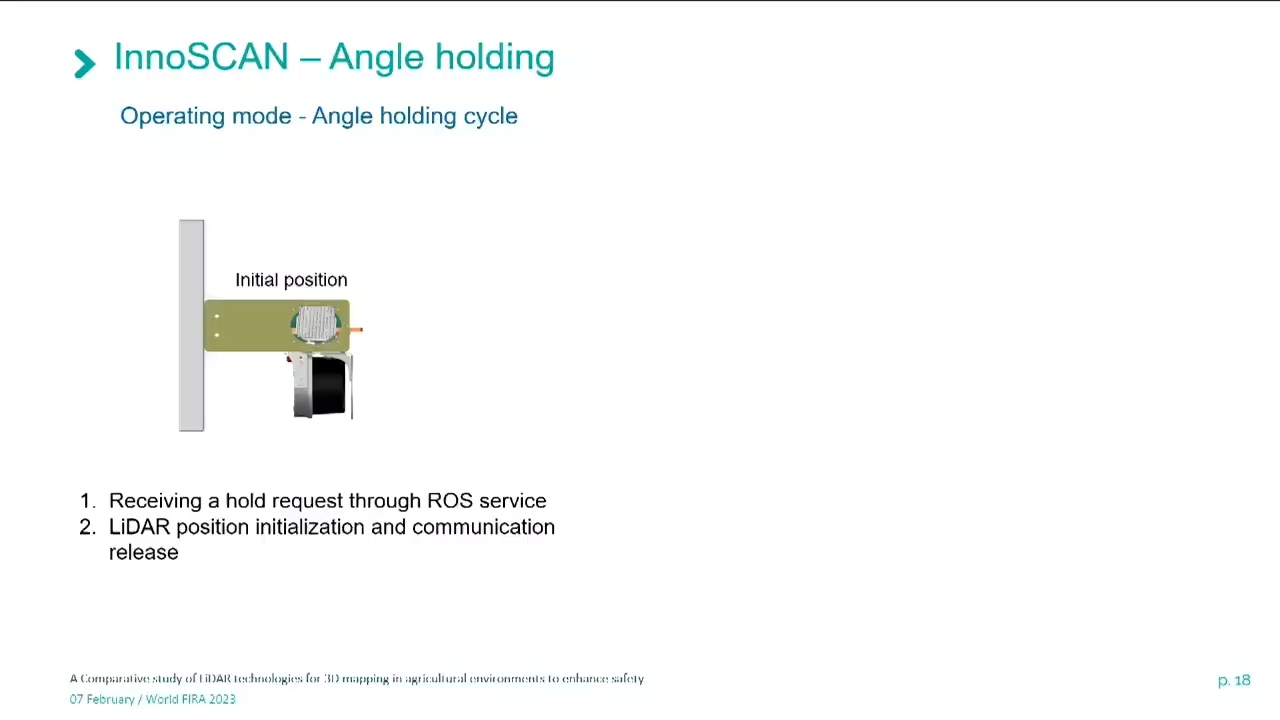 InnoSCAN – Angle holding
Operating mode - Angle holding cycle
Initial position
1. Receiving a hold request through ROS service
2. LiDAR position initialization and communication
release
A Comparative study of LiDAR technologies for 3D mapping in agricultural environments to enhance safety
07 February / World FIRA 2023
p. 18